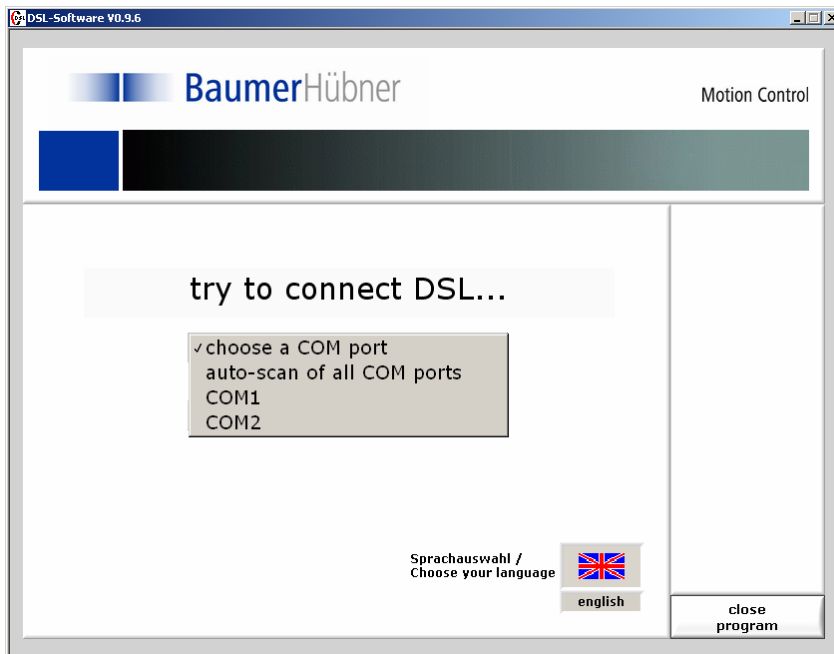 DSL-Software V0.9.6
BaumerHübner
Motion Control
try to connect DSL...
✓choose a COM port
auto-scan of all COM ports
COM1
COM2
Sprachauswahl /
Choose your language
english
close
program